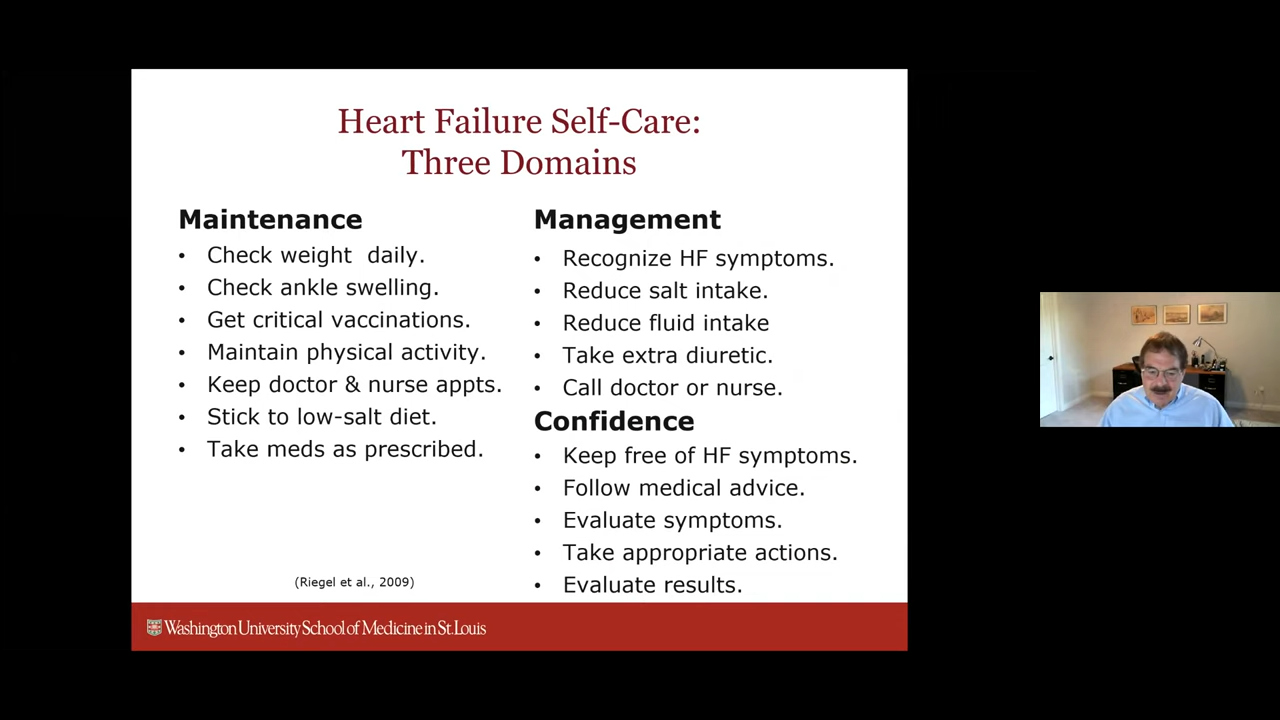 Heart Failure Self-Care:
Three Domains
Maintenance
• Check weight  daily.
• Check ankle swelling.
• Get critical vaccinations.
• Maintain physical activity.
• Keep doctor & nurse appts.
• Stick to low-salt diet.
• Take meds as prescribed.
(Riegel et al., 2009)
Management
• Recognize HF symptoms.
• Reduce salt intake.
• Reduce fluid intake
• Take extra diuretic.
• Call doctor or nurse.
Confidence
• Keep free of HF symptoms.
• Follow medical advice.
• Evaluate symptoms.
• Take appropriate actions.
• Evaluate results.
Washington University School of Medicine in St. Louis